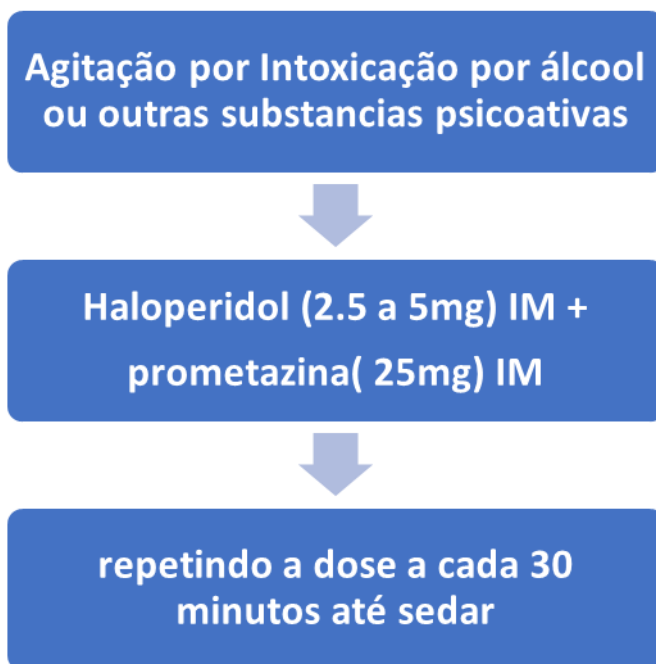 Agitação por Intoxicação por álcool
ou outras substancias psicoativas
Haloperidol (2.5 a 5mg) IM +
prometazina( 25mg) IM
repetindo a dose a cada 30
minutos até sedar